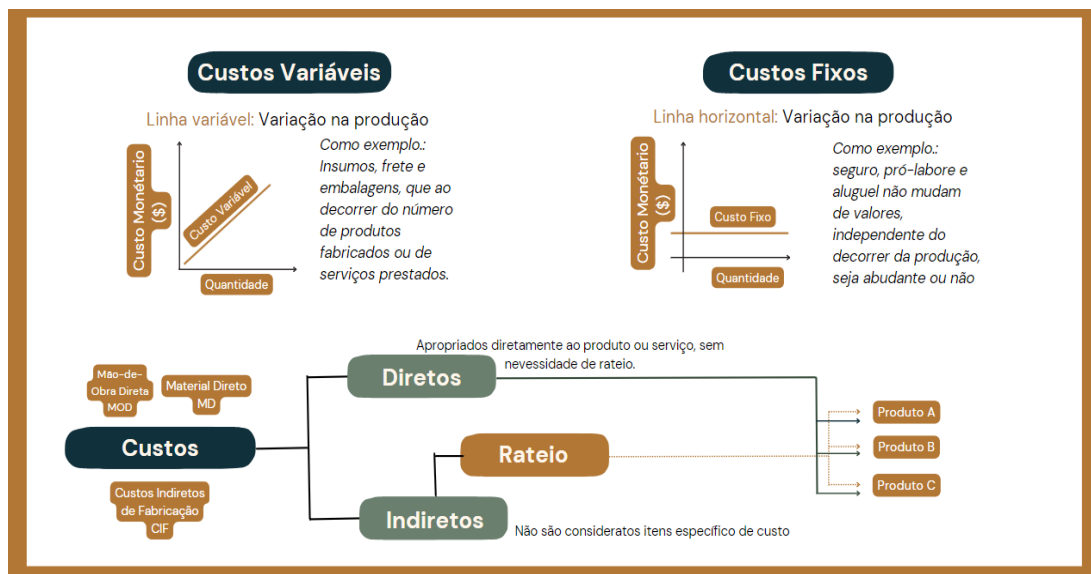 Custos Variáveis
Linha variável: Variação na produção
Custo Monétario
($)
Custo Variável
Quantidade
Como exemplo.:
Insumos, frete e
embalagens, que ao
decorrer do número
de produtos
fabricados ou de
serviços prestados.
Custos Fixos
Linha horizontal: Variação na produção
Custo Monétario
($)
Custo Fixo
Quantidade
Como exemplo.:
seguro, pró-labore e
aluguel não mudam
de valores,
independente do
decorrer da produção,
seja abudante ou não
Mão-de-
Obra Direta
MOD
Material Direto
MD
Custos
Custos Indiretos
de Fabricação
CIF
Apropriados diretamente ao produto ou serviço, sem
nevessidade de rateio.
Diretos
Rateio
Indiretos
Não são consideratos itens específico de custo
Produto A
Produto B
Produto C